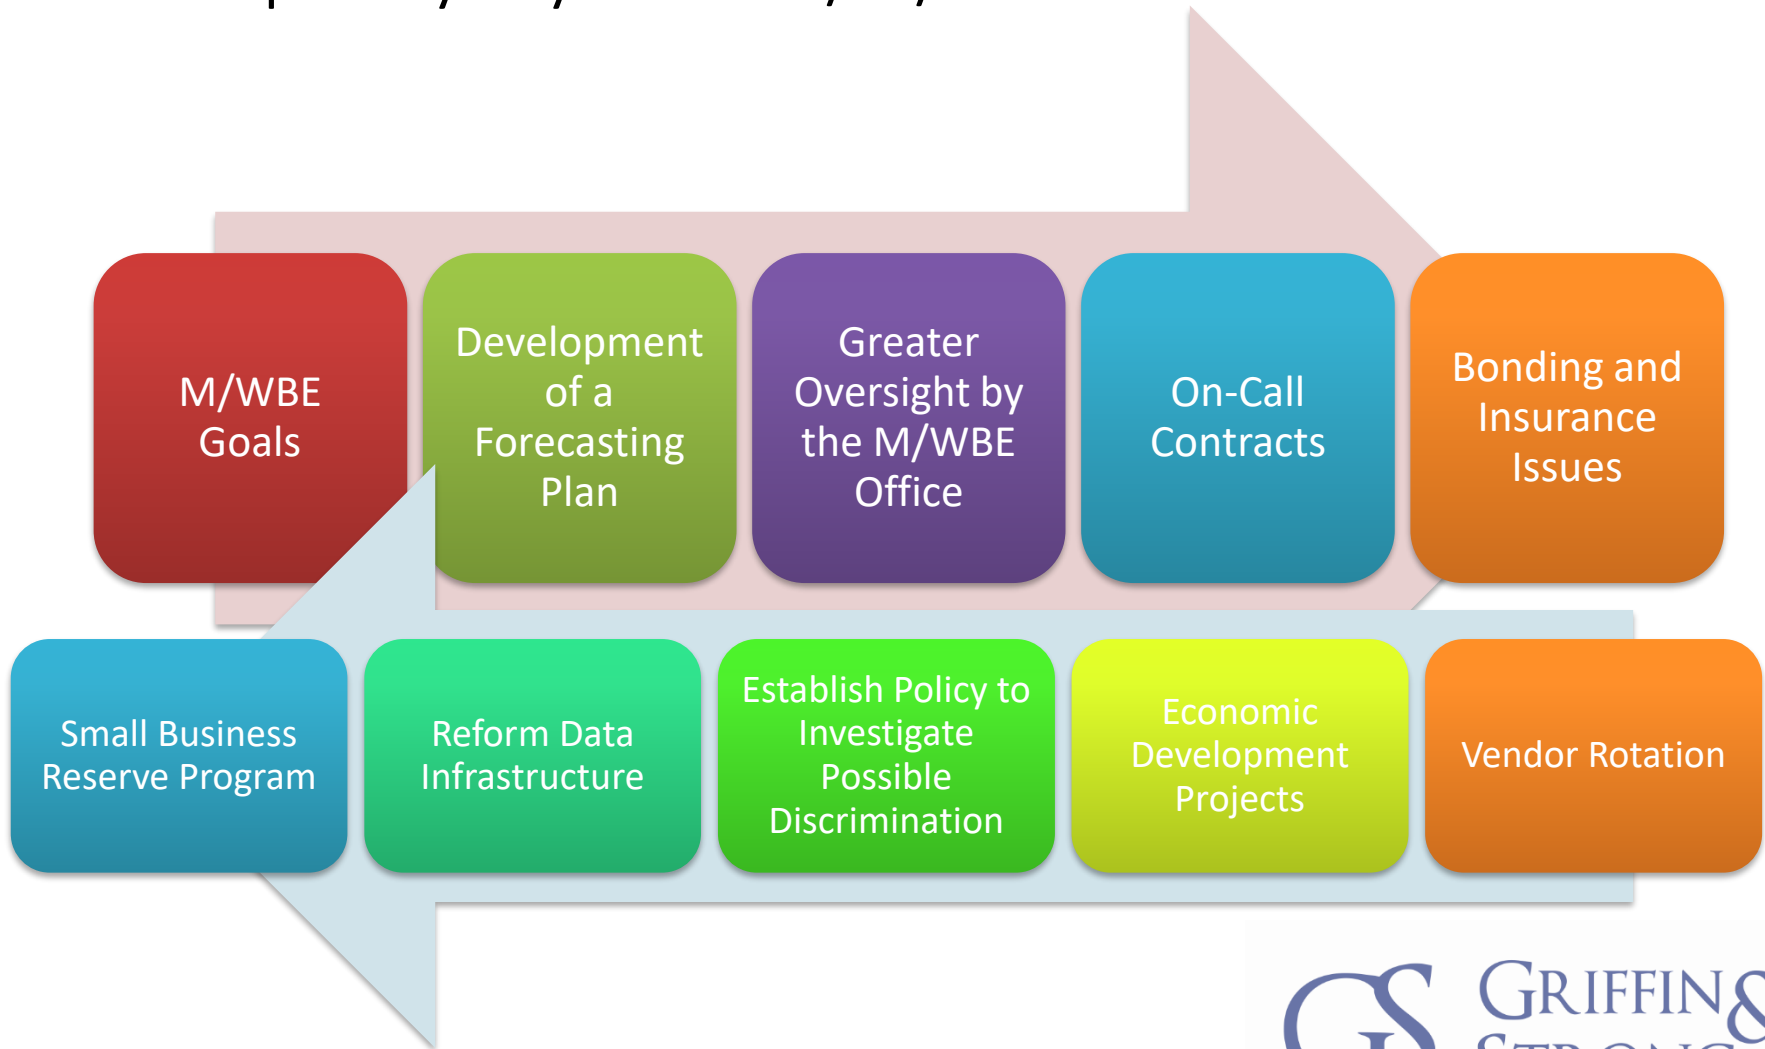 M/WBE
Goals
Development
of a
Forecasting
Plan
Greater
Oversight by
the M/WBE
Office
On-Call
Contracts
Bonding and
Insurance
Issues
Small Business
Reserve Program
Reform Data
Infrastructure
Establish Policy to
Investigate
Possible
Discrimination
Economic
Development
Projects
Vendor Rotation
GS
GRIFFIN&
STRONG